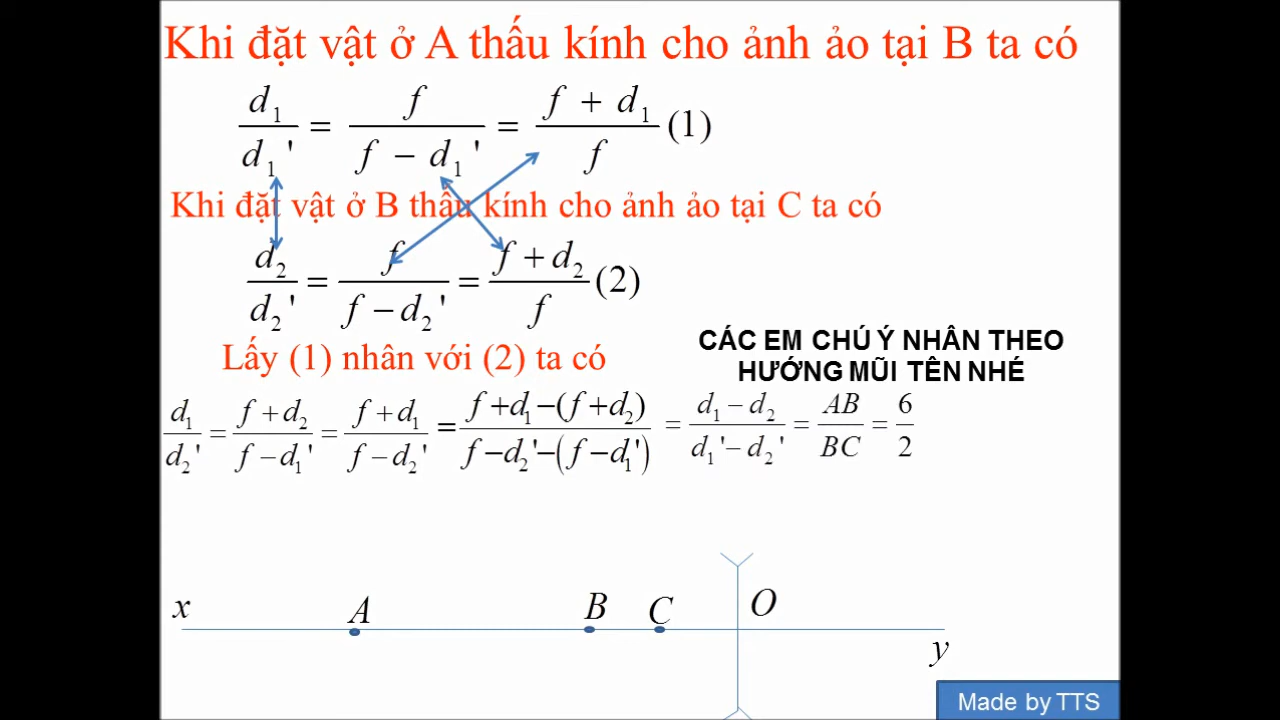 Khi đặt vật ở A thấu kính cho ảnh ảo tại B ta có
d₁/d₁' = f/(f − d₁') = (f + d₁)/f (1)
Khi đặt vật ở B thấu kính cho ảnh ảo tại C ta có
d₂/d₂' = f/(f − d₂') = (f + d₂)/f (2)
Lấy (1) nhân với (2) ta có
CÁC EM CHÚ Ý NHÂN THEO
HƯỚNG MŨI TÊN NHÉ
d₁/d₂' = (f + d₂)/(f − d₁') = (f + d₁)/(f − d₂') = (f + d₁ − (f + d₂))/(f − d₂' − (f − d₁')) = (d₁ − d₂)/(d₁' − d₂') = AB/BC = 6/2
x A B C O
y
Made by TTS